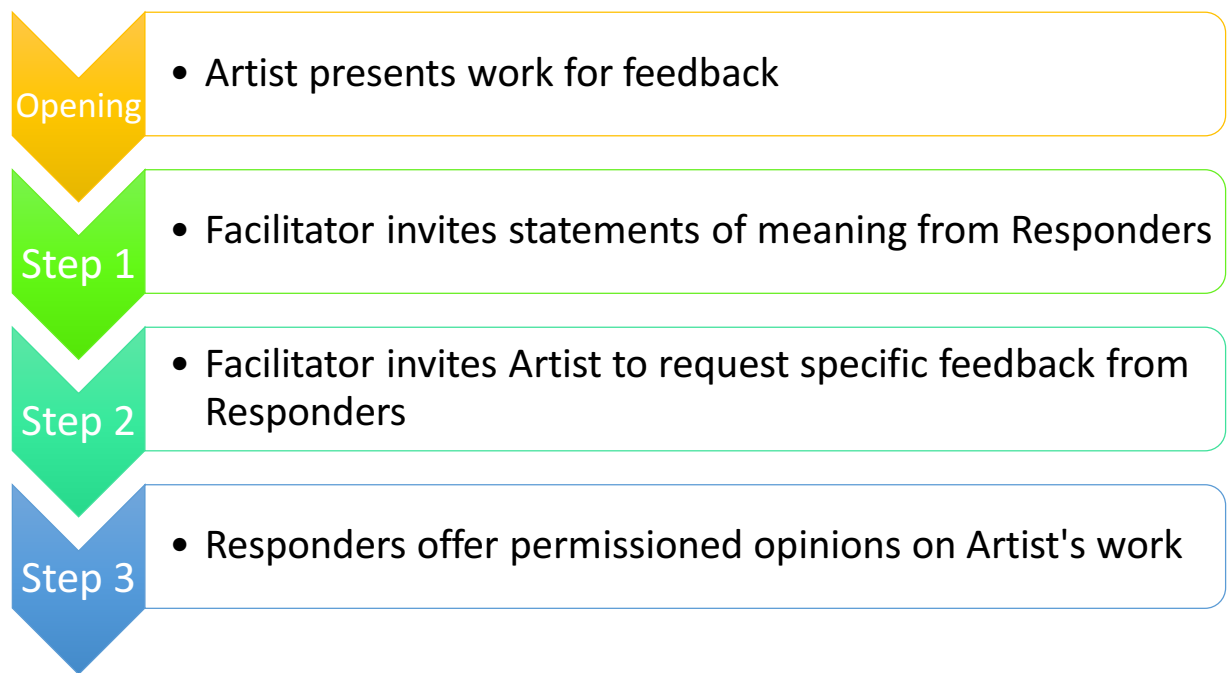 Opening
• Artist presents work for feedback
Step 1
• Facilitator invites statements of meaning from Responders
Step 2
• Facilitator invites Artist to request specific feedback from
Responders
Step 3
• Responders offer permissioned opinions on Artist's work